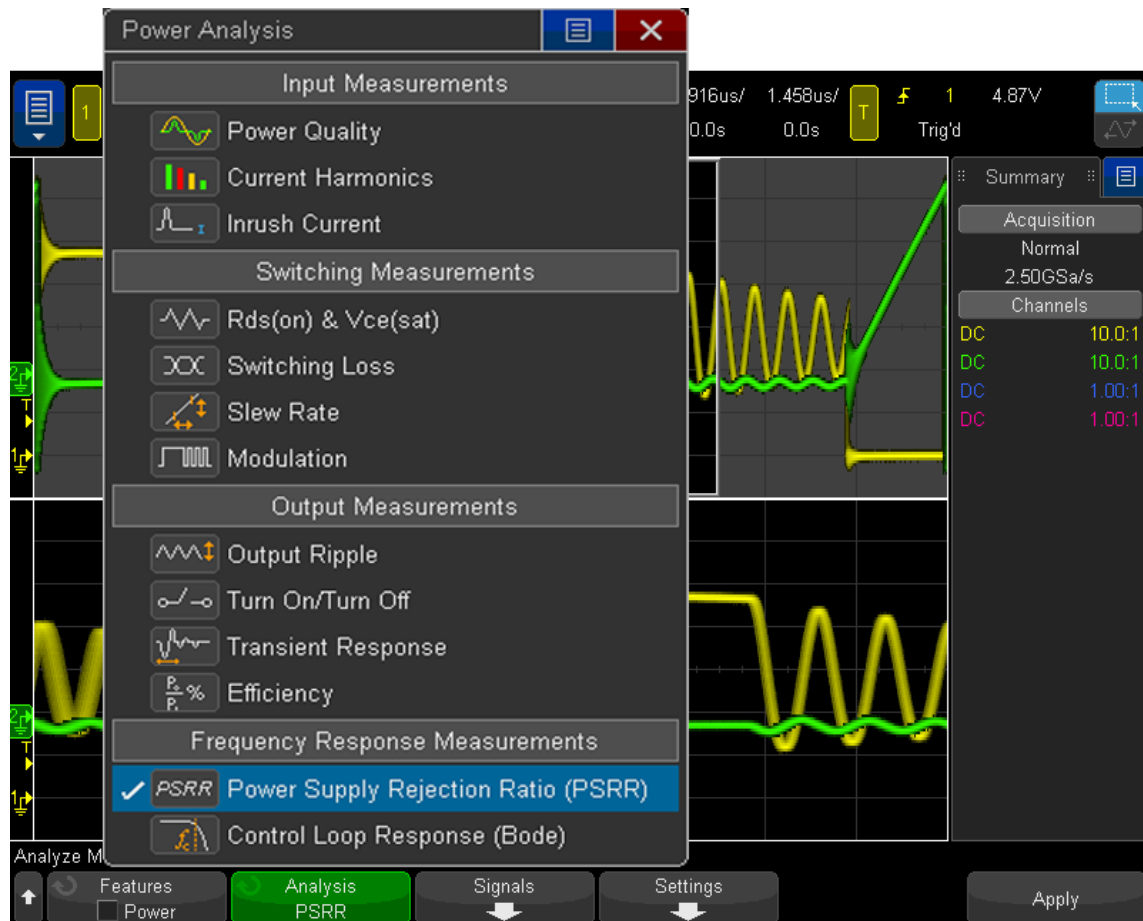 Power Analysis
Input Measurements
Power Quality
Current Harmonics
Inrush Current
Switching Measurements
Rds(on) & Vce(sat)
Switching Loss
Slew Rate
Modulation
Output Measurements
Output Ripple
Turn On/Turn Off
Transient Response
Efficiency
Frequency Response Measurements
PSRR Power Supply Rejection Ratio (PSRR)
Control Loop Response (Bode)
1
916us/ 1.458us/ T 1 4.87V
0.0s 0.0s Trig'd
Summary
Acquisition
Normal
2.50GSa/s
Channels
DC 10.0:1
DC 10.0:1
DC 1.00:1
DC 1.00:1
2
T
1
2
T
1
Analyze M
Features
Power
Analysis
PSRR
Signals
Settings
Apply